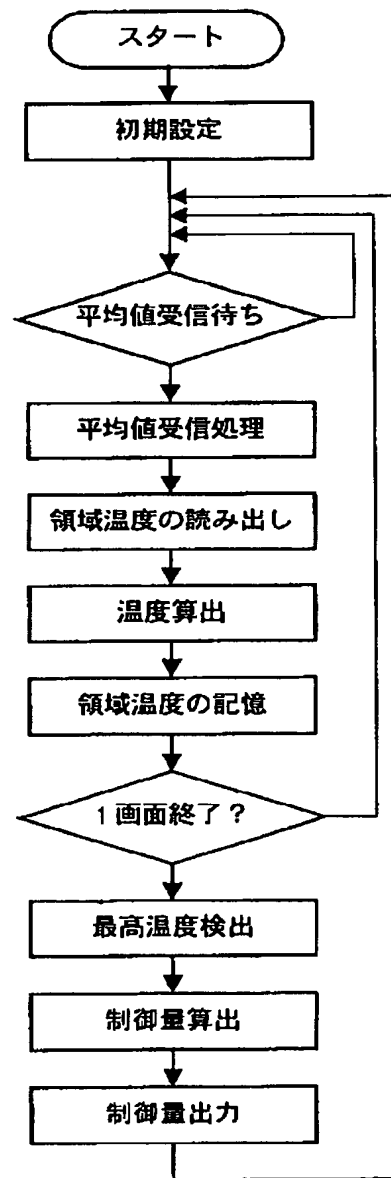 スタート
初期設定
平均値受信待ち
平均値受信処理
領域温度の読み出し
温度算出
領域温度の記憶
1画面終了？
最高温度検出
制御量算出
制御量出力